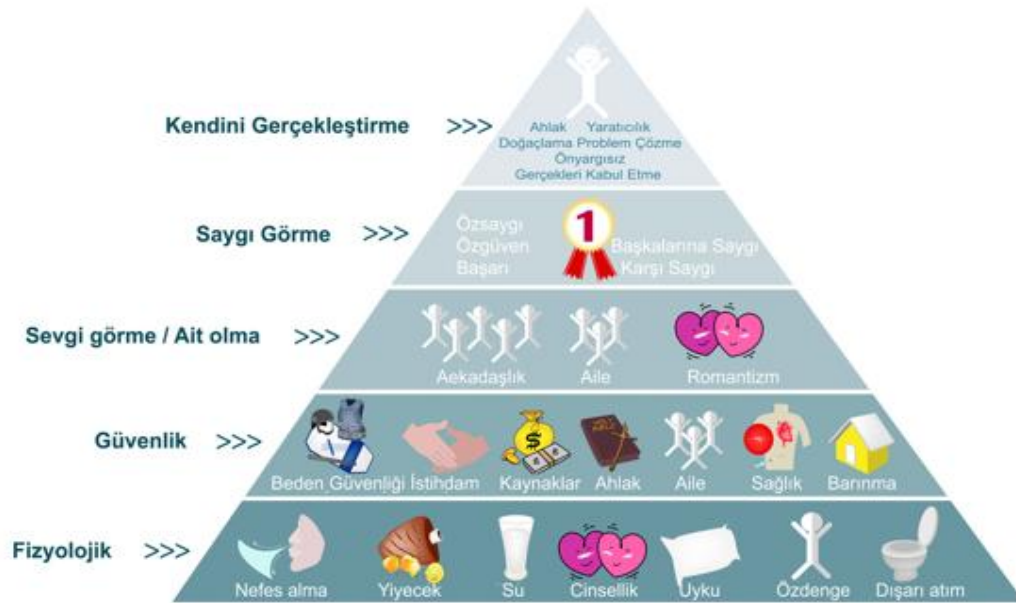 Kendini Gerçekleştirme >>>
Ahlak Yaratıcılık
Doğaçlama Problem Çözme
Önyargısız
Gerçekleri Kabul Etme
Saygı Görme >>>
Özsaygı
Özgüven
Başarı
1
Başkalarına Saygı
Karşı Saygı
Sevgi görme / Ait olma >>>
Aekadaşlık Aile Romantizm
Güvenlik >>>
$
Beden Güvenliği İstihdam Kaynaklar Ahlak Aile Sağlık Barınma
Fizyolojik >>>
Nefes alma Yiyecek Su Cinsellik Uyku Özdenge Dışarı atım